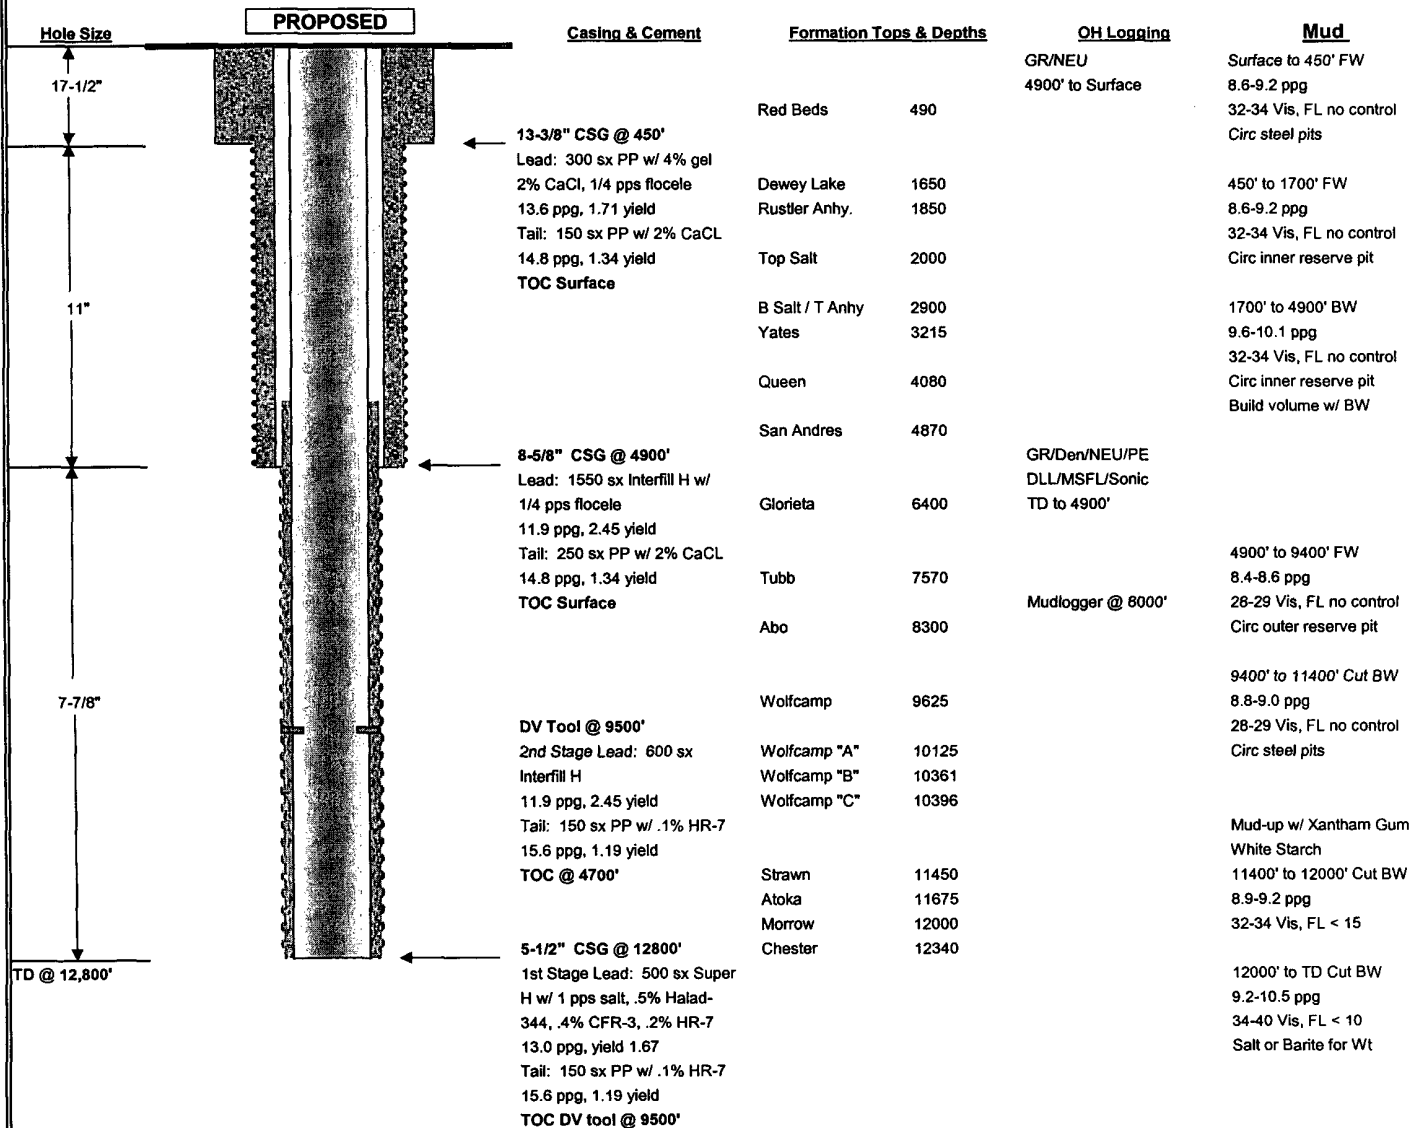 PROPOSED
Hole Size
17-1/2"
11"
7-7/8"
TD @ 12,800'
Casing & Cement
13-3/8" CSG @ 450'
Lead: 300 sx PP w/ 4% gel
2% CaCl, 1/4 pps flocele
13.6 ppg, 1.71 yield
Tail: 150 sx PP w/ 2% CaCL
14.8 ppg, 1.34 yield
TOC Surface
8-5/8" CSG @ 4900'
Lead: 1550 sx Interfill H w/
1/4 pps flocele
11.9 ppg, 2.45 yield
Tail: 250 sx PP w/ 2% CaCL
14.8 ppg, 1.34 yield
TOC Surface
DV Tool @ 9500'
2nd Stage Lead: 600 sx
Interfill H
11.9 ppg, 2.45 yield
Tail: 150 sx PP w/ .1% HR-7
15.6 ppg, 1.19 yield
TOC @ 4700'
5-1/2" CSG @ 12800'
1st Stage Lead: 500 sx Super
H w/ 1 pps salt, .5% Halad-
344, .4% CFR-3, .2% HR-7
13.0 ppg, yield 1.67
Tail: 150 sx PP w/ .1% HR-7
15.6 ppg, 1.19 yield
TOC DV tool @ 9500'
Formation Tops & Depths
Red Beds 490
Dewey Lake 1650
Rustler Anhy. 1850
Top Salt 2000
B Salt / T Anhy 2900
Yates 3215
Queen 4080
San Andres 4870
Glorieta 6400
Tubb 7570
Abo 8300
Wolfcamp 9625
Wolfcamp "A" 10125
Wolfcamp "B" 10361
Wolfcamp "C" 10396
Strawn 11450
Atoka 11675
Morrow 12000
Chester 12340
OH Logging
GR/NEU
4900' to Surface
GR/Den/NEU/PE
DLL/MSFL/Sonic
TD to 4900'
Mudlogger @ 6000'
Mud
Surface to 450' FW
8.6-9.2 ppg
32-34 Vis, FL no control
Circ steel pits
450' to 1700' FW
8.6-9.2 ppg
32-34 Vis, FL no control
Circ inner reserve pit
1700' to 4900' BW
9.6-10.1 ppg
32-34 Vis, FL no control
Circ inner reserve pit
Build volume w/ BW
4900' to 9400' FW
8.4-8.6 ppg
28-29 Vis, FL no control
Circ outer reserve pit
9400' to 11400' Cut BW
8.8-9.0 ppg
28-29 Vis, FL no control
Circ steel pits
Mud-up w/ Xantham Gum
White Starch
11400' to 12000' Cut BW
8.9-9.2 ppg
32-34 Vis, FL < 15
12000' to TD Cut BW
9.2-10.5 ppg
34-40 Vis, FL < 10
Salt or Barite for Wt